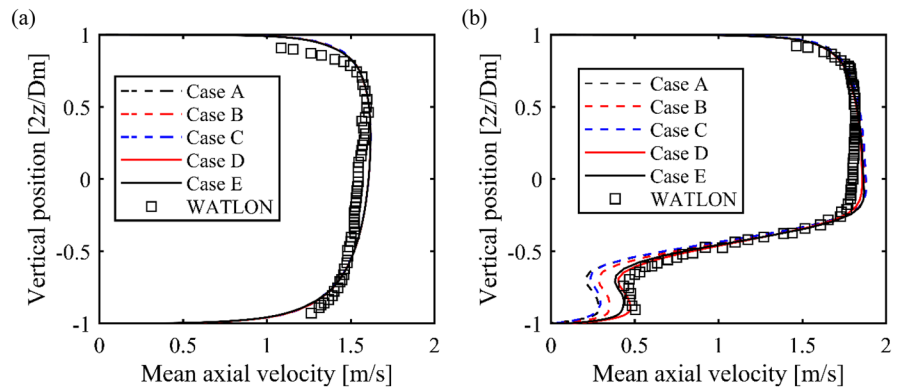 (a)
Vertical position [2z/Dm]
1
0.5
0
-0.5
-1
Case A
Case B
Case C
Case D
Case E
WATLON
0
0.5
1
1.5
2
Mean axial velocity [m/s]
(b)
Vertical position [2z/Dm]
1
0.5
0
-0.5
-1
Case A
Case B
Case C
Case D
Case E
WATLON
0
0.5
1
1.5
2
Mean axial velocity [m/s]